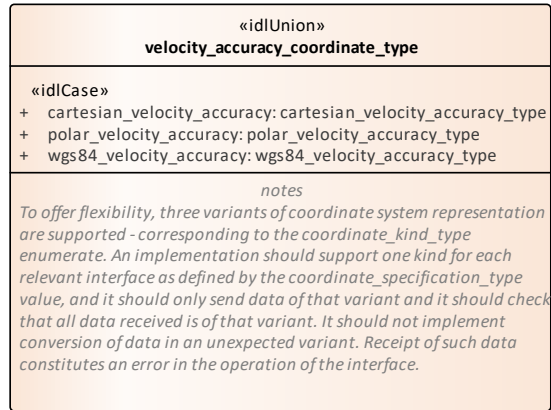 «idlUnion»
velocity_accuracy_coordinate_type
«idlCase»
+ cartesian_velocity_accuracy: cartesian_velocity_accuracy_type
+ polar_velocity_accuracy: polar_velocity_accuracy_type
+ wgs84_velocity_accuracy: wgs84_velocity_accuracy_type
notes
To offer flexibility, three variants of coordinate system representation
are supported - corresponding to the coordinate_kind_type
enumerate. An implementation should support one kind for each
relevant interface as defined by the coordinate_specification_type
value, and it should only send data of that variant and it should check
that all data received is of that variant. It should not implement
conversion of data in an unexpected variant. Receipt of such data
constitutes an error in the operation of the interface.